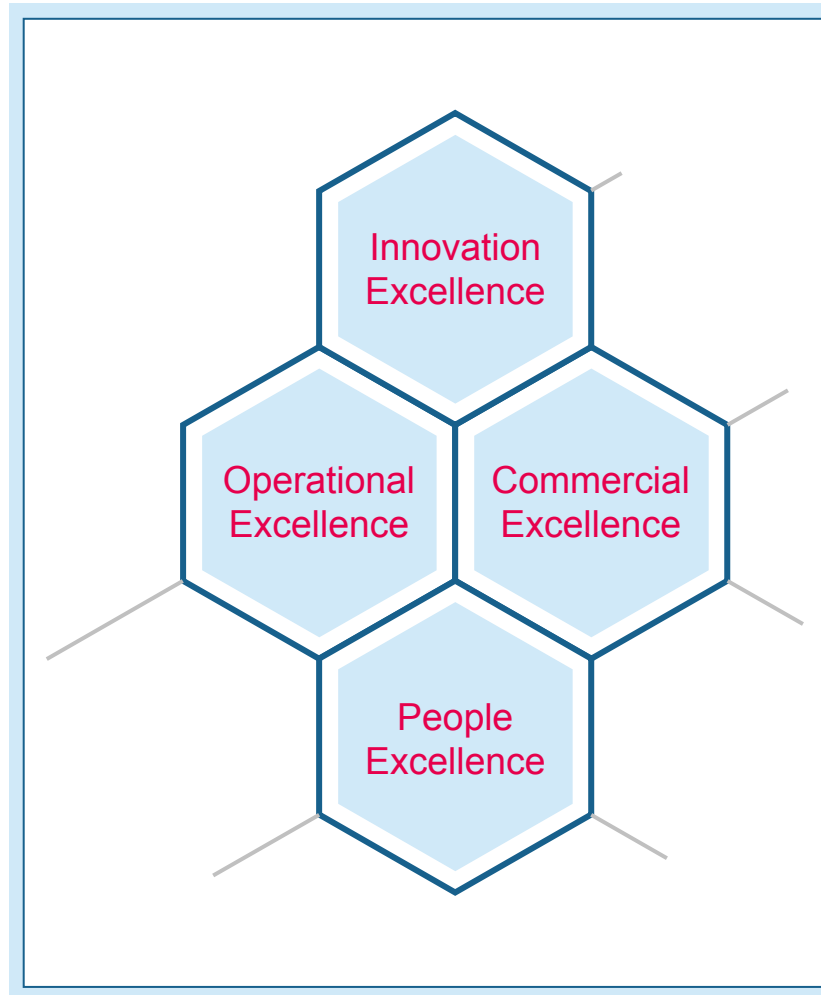 Innovation
Excellence
Operational
Excellence
Commercial
Excellence
People
Excellence